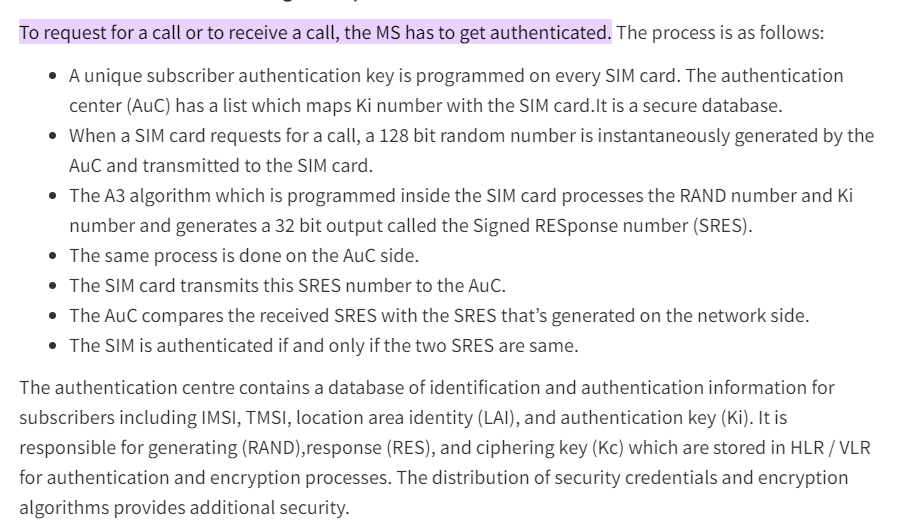 To request for a call or to receive a call, the MS has to get authenticated. The process is as follows:
• A unique subscriber authentication key is programmed on every SIM card. The authentication
center (AuC) has a list which maps Ki number with the SIM card.It is a secure database.
• When a SIM card requests for a call, a 128 bit random number is instantaneously generated by the
AuC and transmitted to the SIM card.
• The A3 algorithm which is programmed inside the SIM card processes the RAND number and Ki
number and generates a 32 bit output called the Signed RESponse number (SRES).
• The same process is done on the AuC side.
• The SIM card transmits this SRES number to the AuC.
• The AuC compares the received SRES with the SRES that’s generated on the network side.
• The SIM is authenticated if and only if the two SRES are same.
The authentication centre contains a database of identification and authentication information for
subscribers including IMSI, TMSI, location area identity (LAI), and authentication key (Ki). It is
responsible for generating (RAND),response (RES), and ciphering key (Kc) which are stored in HLR / VLR
for authentication and encryption processes. The distribution of security credentials and encryption
algorithms provides additional security.